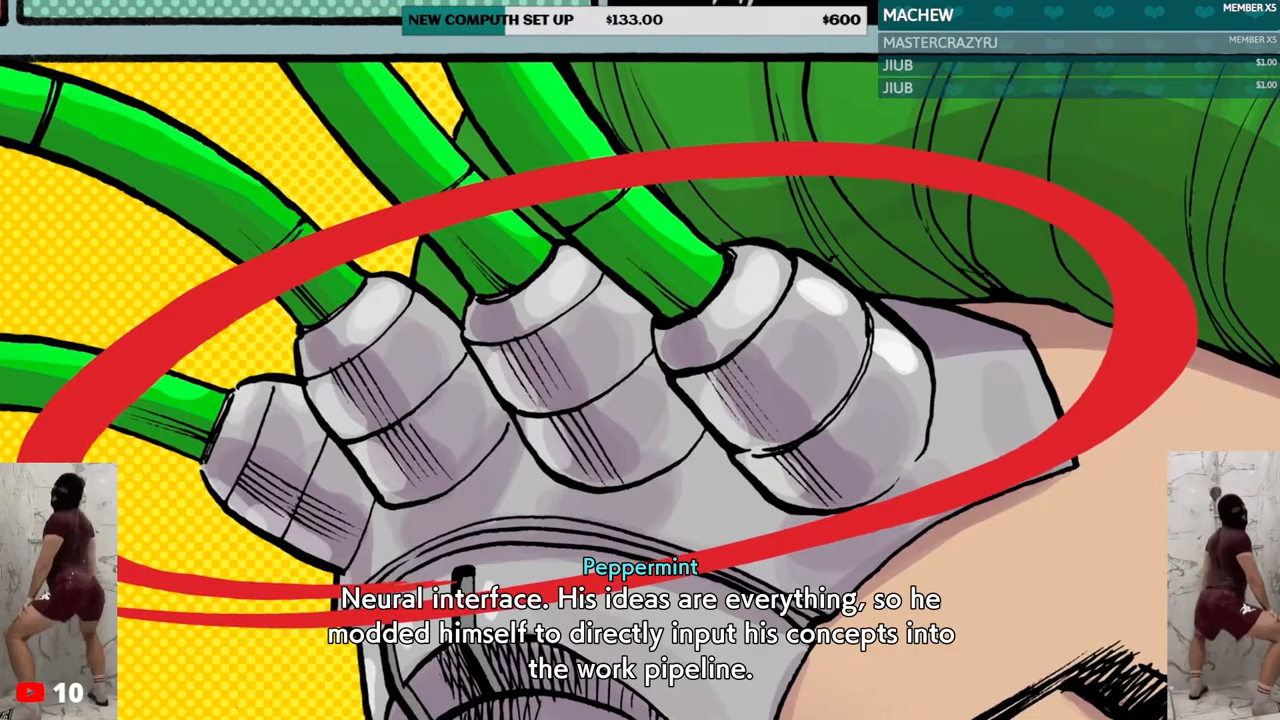 NEW COMPUTH SET UP $133.00 $600
MACHEW MEMBER X5
MASTERCRAZYRJ MEMBER X5
JIUB $1.00
JIUB $1.00
Peppermint
Neural interface. His ideas are everything, so he
modded himself to directly input his concepts into
the work pipeline.
10